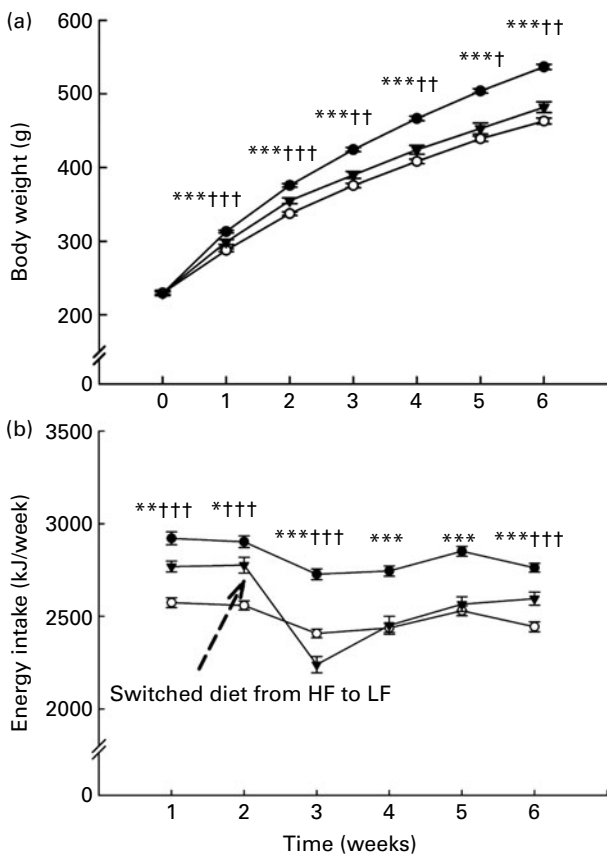 (a)
600
500
400
300
200
0
Body weight (g)
***†††
***†††
***††
***††
***†
***††
0 1 2 3 4 5 6
(b)
3500
3000
2500
2000
0
Energy intake (kJ/week)
**†††
*†††
***†††
***
***
***†††
Switched diet from HF to LF
1 2 3 4 5 6
Time (weeks)